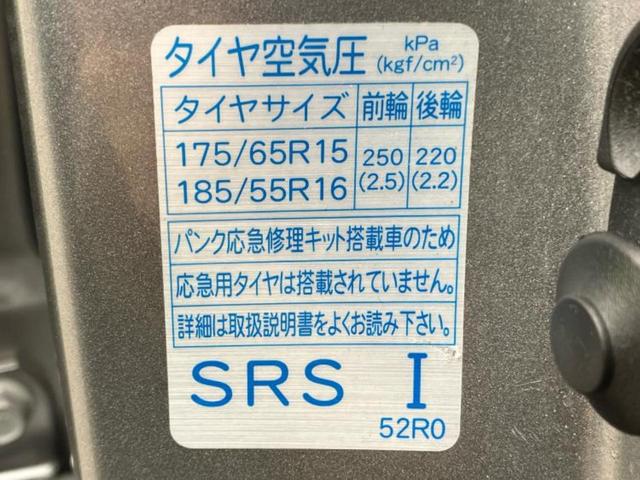 タイヤ空気圧 kPa (kgf/cm²)
タイヤサイズ 前輪 後輪
175/65R15 250 220
185/55R16 (2.5) (2.2)
パンク応急修理キット搭載車のため
応急用タイヤは搭載されていません。
詳細は取扱説明書をよくお読み下さい。
SRS I
52R0